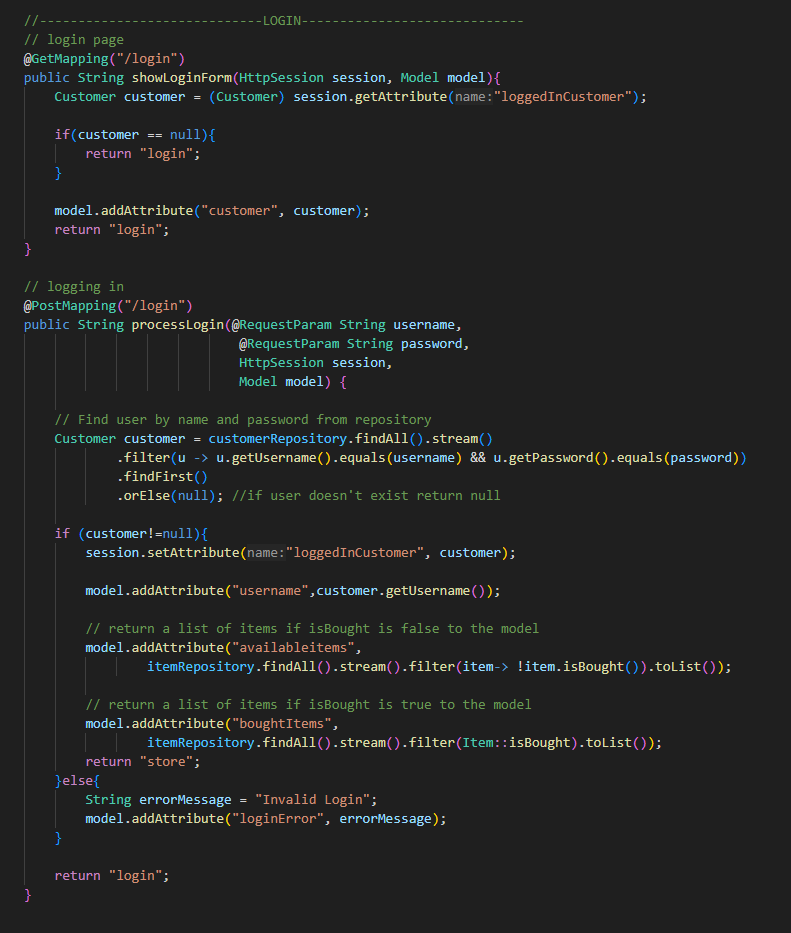 //-----------------------------LOGIN-----------------------------
// login page
@GetMapping("/login")
public String showLoginForm(HttpSession session, Model model){
    Customer customer = (Customer) session.getAttribute(name:"loggedInCustomer");

    if(customer == null){
        return "login";
    }

    model.addAttribute("customer", customer);
    return "login";
}

// logging in
@PostMapping("/login")
public String processLogin(@RequestParam String username,
                            @RequestParam String password,
                            HttpSession session,
                            Model model) {

    // Find user by name and password from repository
    Customer customer = customerRepository.findAll().stream()
            .filter(u -> u.getUsername().equals(username) && u.getPassword().equals(password))
            .findFirst()
            .orElse(null); //if user doesn't exist return null

    if (customer!=null){
        session.setAttribute(name:"loggedInCustomer", customer);

        model.addAttribute("username",customer.getUsername());

        // return a list of items if isBought is false to the model
        model.addAttribute("availableitems",
                itemRepository.findAll().stream().filter(item-> !item.isBought()).toList());

        // return a list of items if isBought is true to the model
        model.addAttribute("boughtItems",
                itemRepository.findAll().stream().filter(Item::isBought).toList());
        return "store";
    }else{
        String errorMessage = "Invalid Login";
        model.addAttribute("loginError", errorMessage);
    }

    return "login";
}